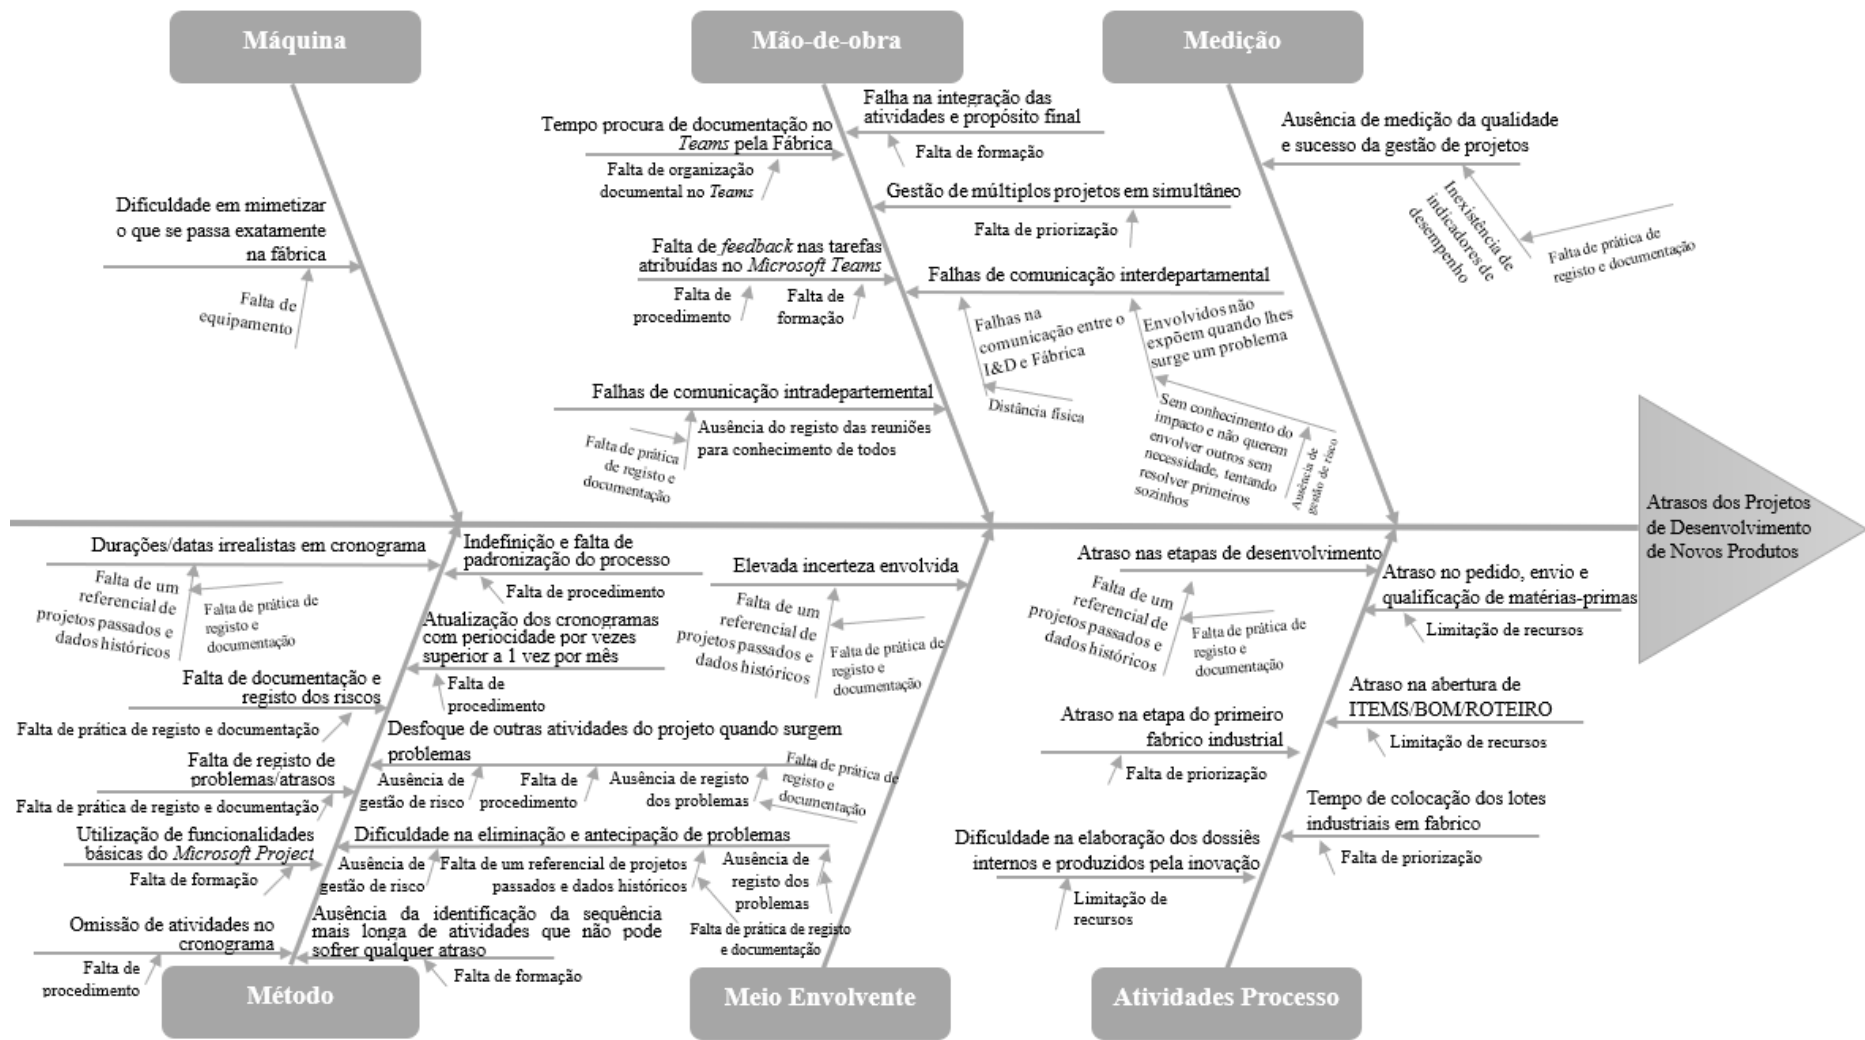 Máquina
Mão-de-obra
Medição
Dificuldade em mimetizar
o que se passa exatamente
na fábrica
Falta de
equipamento
Tempo procura de documentação no
Teams pela Fábrica
Falta de organização
documental no Teams
Falha na integração das
atividades e propósito final
Falta de formação
Gestão de múltiplos projetos em simultâneo
Falta de priorização
Falta de feedback nas tarefas
atribuídas no Microsoft Teams
Falta de
procedimento
Falta de
formação
Falhas de comunicação interdepartamental
Falhas na
comunicação entre o
I&D e Fábrica
Distância física
Envolvidos não
expõem quando lhes
surge um problema
Sem conhecimento do
impacto e não querem
envolver outros sem
necessidade, tentando
resolver primeiros
sozinhos
Ausência de
gestão de risco
Falhas de comunicação intradepartemental
Ausência do registo das reuniões
para conhecimento de todos
Falta de prática
de registo e
documentação
Ausência de medição da qualidade
e sucesso da gestão de projetos
Inexistência de
indicadores de
desempenho
Falta de prática de
registo e documentação
Atrasos dos Projetos
de Desenvolvimento
de Novos Produtos
Durações/datas irrealistas em cronograma
Falta de um
referencial de
projetos passados e
dados históricos
Falta de prática de
registo e
documentação
Indefinição e falta de
padronização do processo
Falta de procedimento
Atualização dos cronogramas
com periocidade por vezes
superior a 1 vez por mês
Falta de
procedimento
Falta de documentação e
registo dos riscos
Falta de prática de registo e documentação
Desfoque de outras atividades do projeto quando surgem
problemas
Ausência de
gestão de risco
Falta de
procedimento
Ausência de registo
dos problemas
Falta de prática de
registo e
documentação
Falta de registo de
problemas/atrasos
Falta de prática de registo e documentação
Utilização de funcionalidades
básicas do Microsoft Project
Falta de formação
Dificuldade na eliminação e antecipação de problemas
Ausência de
gestão de risco
Falta de um referencial de projetos
passados e dados históricos
Ausência de
registo dos
problemas
Falta de prática de registo
e documentação
Omissão de atividades no
cronograma
Falta de
procedimento
Ausência da identificação da sequência
mais longa de atividades que não pode
sofrer qualquer atraso
Falta de formação
Elevada incerteza envolvida
Falta de um
referencial de
projetos passados e
dados históricos
Falta de prática de
registo e
documentação
Atraso nas etapas de desenvolvimento
Falta de um
referencial de
projetos passados e
dados históricos
Falta de prática de
registo e
documentação
Atraso no pedido, envio e
qualificação de matérias-primas
Limitação de recursos
Atraso na etapa do primeiro
fabrico industrial
Falta de priorização
Atraso na abertura de
ITEMS/BOM/ROTEIRO
Limitação de recursos
Tempo de colocação dos lotes
industriais em fabrico
Falta de priorização
Dificuldade na elaboração dos dossiês
internos e produzidos pela inovação
Limitação de
recursos
Método
Meio Envolvente
Atividades Processo